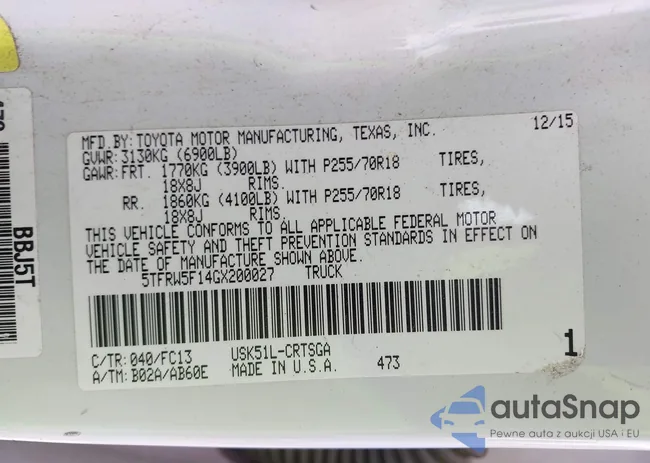 MFD.BY:TOYOTA MOTOR MANUFACTURING, TEXAS, INC. 12/15
GVWR:3130KG (6900LB)
GAWR:FRT. 1770KG (3900LB) WITH P255/70R18 TIRES,
18X8J RIMS.
RR. 1860KG (4100LB) WITH P255/70R18 TIRES,
18X8J RIMS.
THIS VEHICLE CONFORMS TO ALL APPLICABLE FEDERAL MOTOR
VEHICLE SAFETY AND THEFT PREVENTION STANDARDS IN EFFECT ON
THE DATE OF MANUFACTURE SHOWN ABOVE.
5TFRW5F14GX200027 TRUCK
C/TR:040/FC13 USK51L-CRTSGA 1
A/TM:B02A/AB60E MADE IN U.S.A. 473
BBJ5T
autaSnap
Pewne auta z aukcji USA i EU